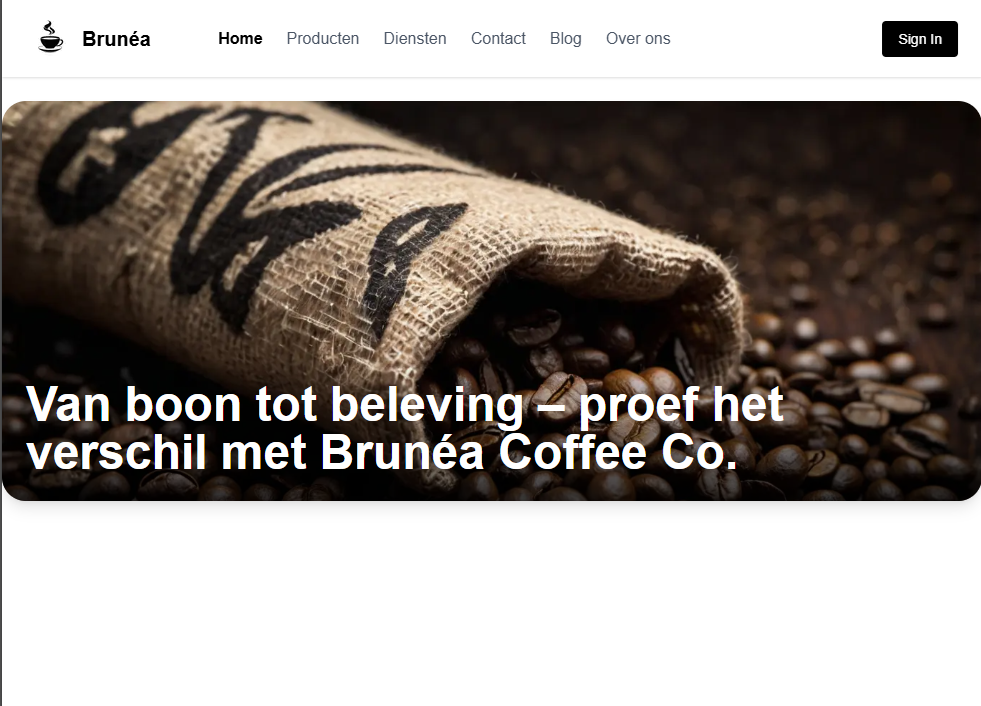 Brunéa
Home Producten Diensten Contact Blog Over ons
Sign In
Van boon tot beleving – proef het
verschil met Brunéa Coffee Co.